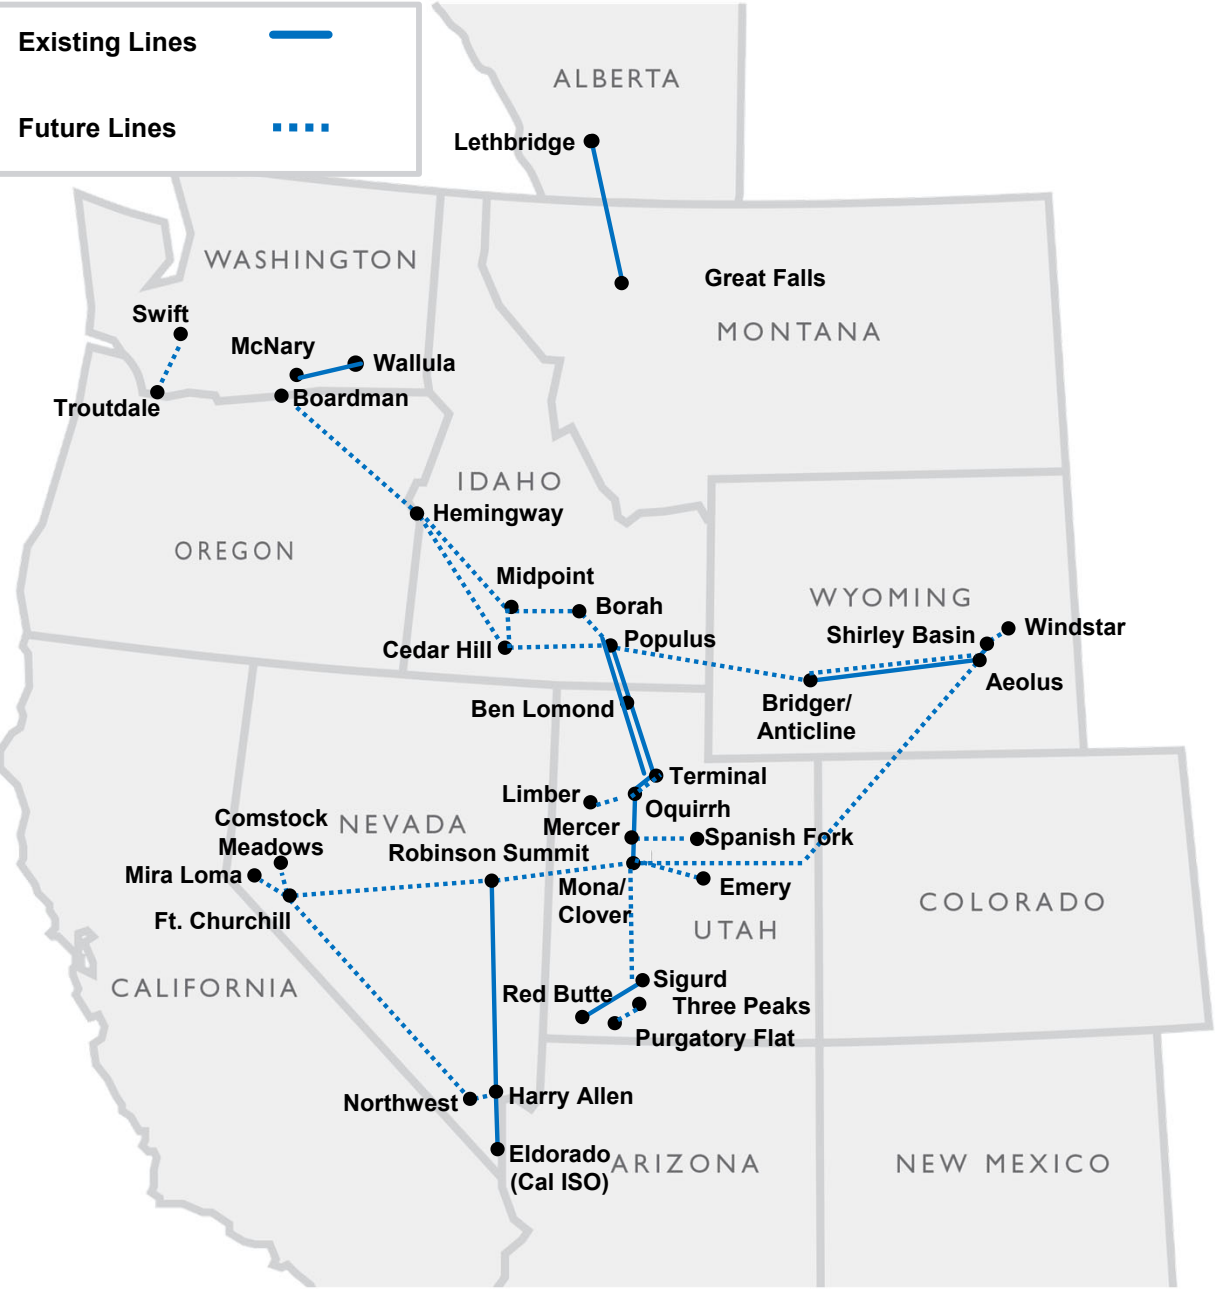 Existing Lines
Future Lines
ALBERTA
Lethbridge
WASHINGTON
Great Falls
MONTANA
Swift
McNary
Wallula
Troutdale
Boardman
IDAHO
Hemingway
OREGON
Midpoint
Borah
WYOMING
Shirley Basin
Windstar
Cedar Hill
Populus
Aeolus
Bridger/
Anticline
Ben Lomond
Terminal
Limber
Oquirrh
Comstock
Meadows
NEVADA
Mercer
Spanish Fork
Robinson Summit
Mira Loma
Mona/
Clover
Emery
Ft. Churchill
UTAH
COLORADO
CALIFORNIA
Sigurd
Red Butte
Three Peaks
Purgatory Flat
Northwest
Harry Allen
Eldorado
(Cal ISO)
ARIZONA
NEW MEXICO